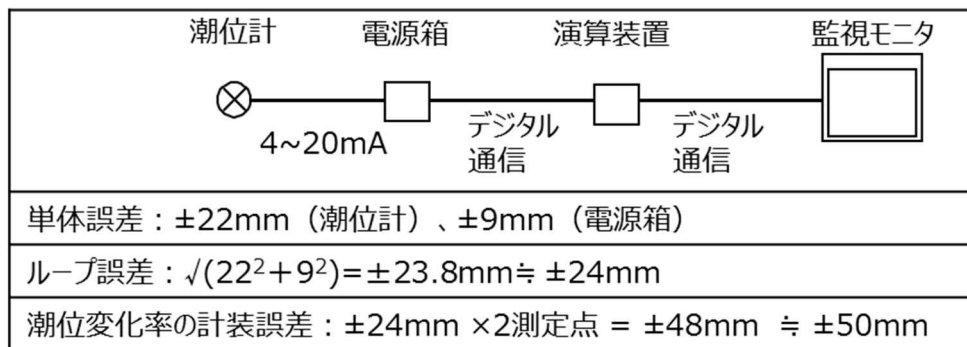 潮位計 電源箱 演算装置 監視モニタ
4~20mA デジタル通信 デジタル通信
単体誤差：±22mm（潮位計）、±9mm（電源箱）
ループ誤差：√(22²+9²)=±23.8mm≒ ±24mm
潮位変化率の計装誤差：±24mm ×2測定点 = ±48mm ≒ ±50mm